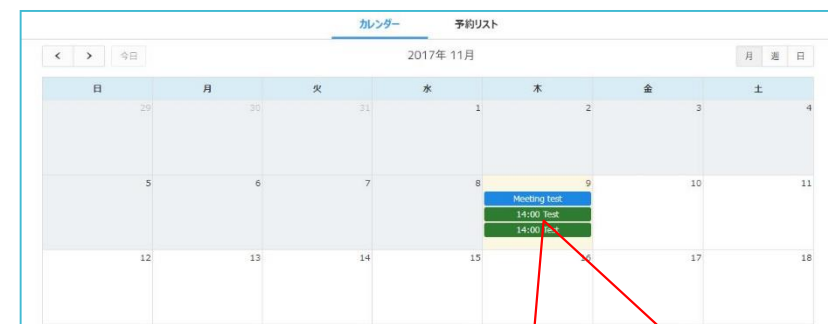 カレンダー 予約リスト
< > 今日 2017年 11月 月 週 日
日 月 火 水 木 金 土
29 30 31 1 2 3 4
5 6 7 8 9 10 11
Meeting test
14:00 Test
14:00 Test
12 13 14 15 16 17 18